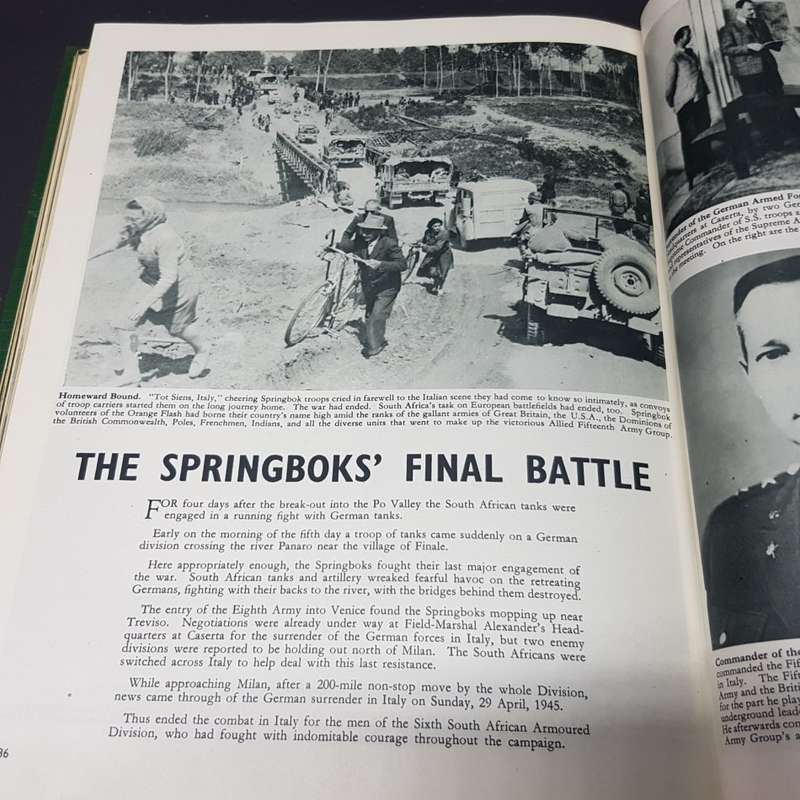 Homeward Bound. "Tot Siens, Italy," cheering Springbok troops cried in farewell to the Italian scene they had come to know so intimately, as convoys
of troop carriers started them on the long journey home. The war had ended. South Africa's task on European battlefields had ended, too. Springbok
volunteers of the Orange Flash had borne their country's name high amid the ranks of the gallant armies of Great Britain, the U.S.A., the Dominions of
the British Commonwealth, Poles, Frenchmen, Indians, and all the diverse units that went to make up the victorious Allied Fifteenth Army Group.
THE SPRINGBOKS' FINAL BATTLE
FOR four days after the break-out into the Po Valley the South African tanks were
engaged in a running fight with German tanks.
Early on the morning of the fifth day a troop of tanks came suddenly on a German
division crossing the river Panaro near the village of Finale.
Here appropriately enough, the Springboks fought their last major engagement of
the war. South African tanks and artillery wreaked fearful havoc on the retreating
Germans, fighting with their backs to the river, with the bridges behind them destroyed.
The entry of the Eighth Army into Venice found the Springboks mopping up near
Treviso. Negotiations were already under way at Field-Marshal Alexander's Head-
quarters at Caserta for the surrender of the German forces in Italy, but two enemy
divisions were reported to be holding out north of Milan. The South Africans were
switched across Italy to help deal with this last resistance.
While approaching Milan, after a 200-mile non-stop move by the whole Division,
news came through of the German surrender in Italy on Sunday, 29 April, 1945.
Thus ended the combat in Italy for the men of the Sixth South African Armoured
Division, who had fought with indomitable courage throughout the campaign.
86
of the German Armed
at Caserta, by two
Commander of S.S. troops
representatives of the Supreme
meeting. On the right are the
Commander of the
commanded the
in Italy. The
Army and the
for the part he
underground
He afterwards
Army Group's